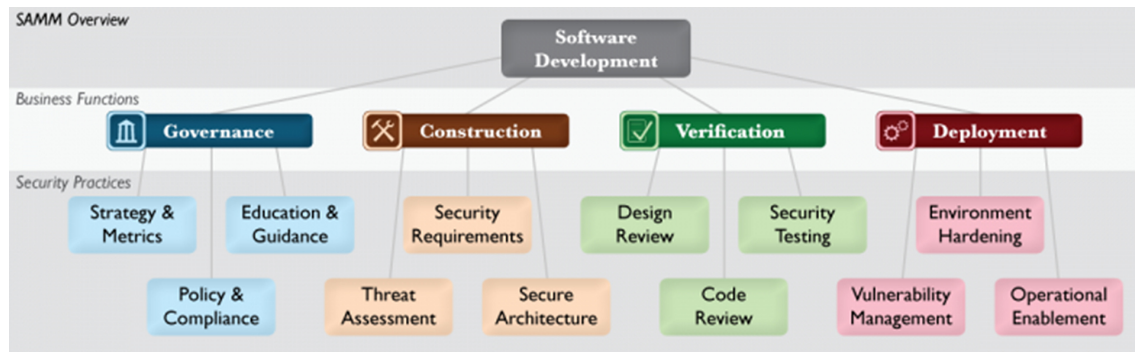 SAMM Overview
Software
Development
Business Functions
Governance
Construction
Verification
Deployment
Security Practices
Strategy &
Metrics
Education &
Guidance
Security
Requirements
Design
Review
Security
Testing
Environment
Hardening
Policy &
Compliance
Threat
Assessment
Secure
Architecture
Code
Review
Vulnerability
Management
Operational
Enablement